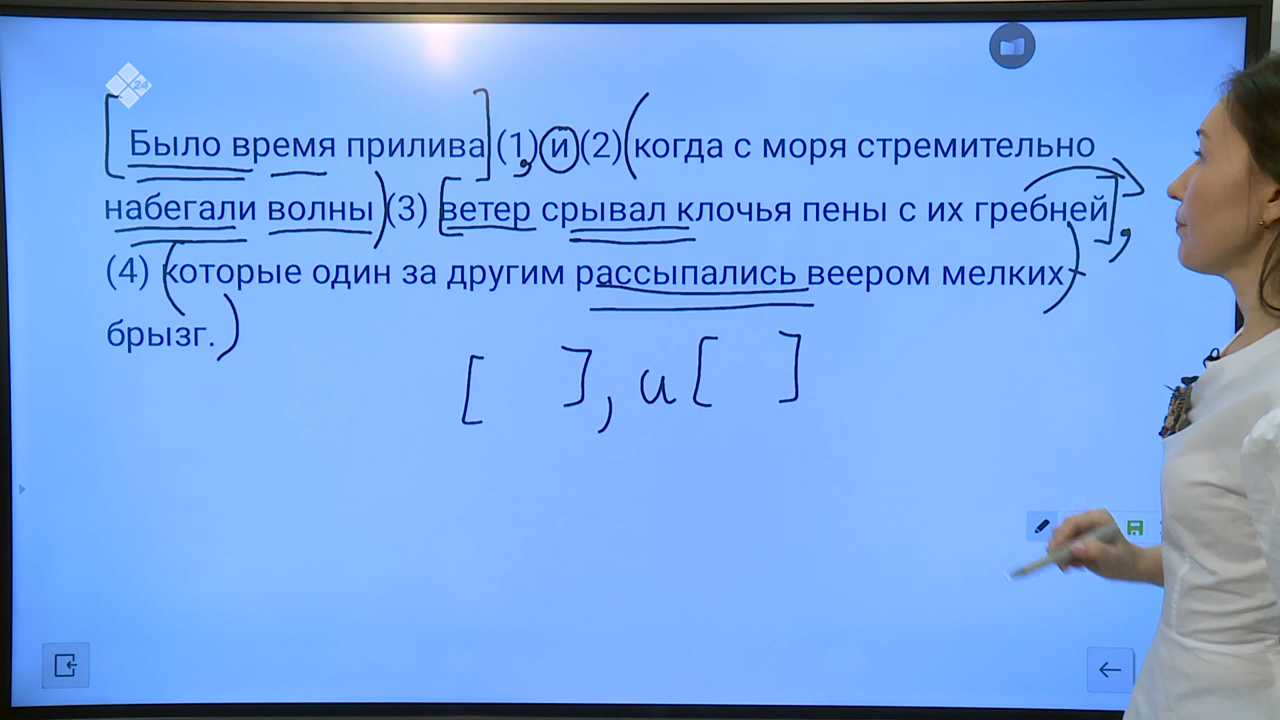 24
[Было время прилива](1,) и (2) (когда с моря стремительно
набегали волны) (3) [ветер срывал клочья пены с их гребней],
(4) (которые один за другим рассыпались веером мелких)
брызг.)
[ ], и [ ]